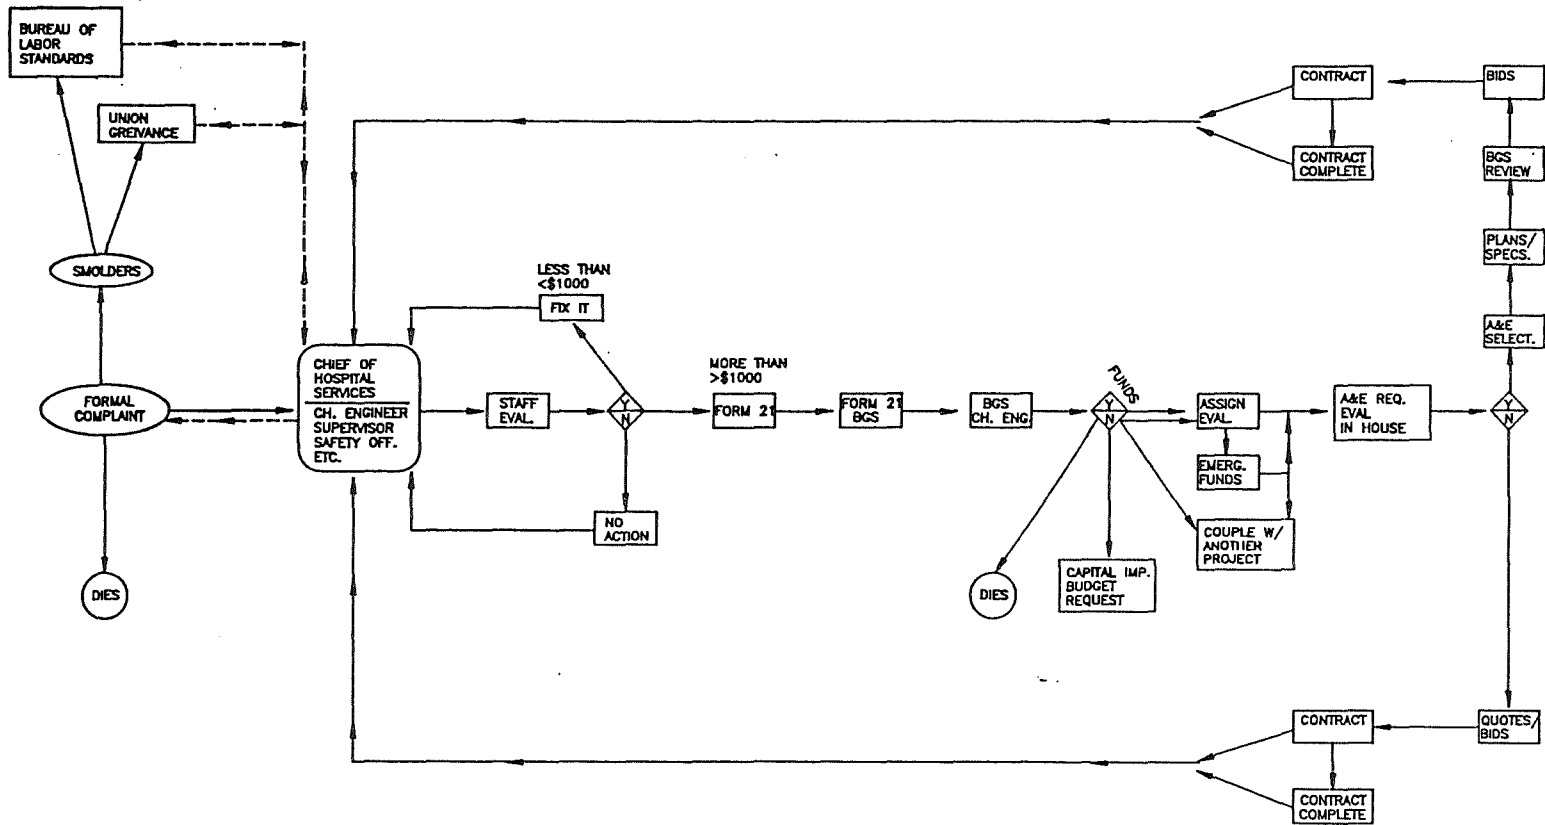 BUREAU OF
LABOR
STANDARDS
UNION
GREIVANCE
SMOLDERS
FORMAL
COMPLAINT
DIES
CHIEF OF
HOSPITAL
SERVICES
CH. ENGINEER
SUPERVISOR
SAFETY OFF.
ETC.
STAFF
EVAL.
LESS THAN
<$1000
FIX IT
Y
N
NO
ACTION
MORE THAN
>$1000
FORM 21
FORM 21
BGS
BGS
CH. ENG.
FUNDS
Y
N
DIES
CAPITAL IMP.
BUDGET
REQUEST
ASSIGN
EVAL.
EMERG.
FUNDS
COUPLE W/
ANOTHER
PROJECT
A&E REQ.
EVAL
IN HOUSE
Y
N
A&E
SELECT.
PLANS/
SPECS.
BGS
REVIEW
BIDS
CONTRACT
CONTRACT
COMPLETE
QUOTES/
BIDS
CONTRACT
CONTRACT
COMPLETE